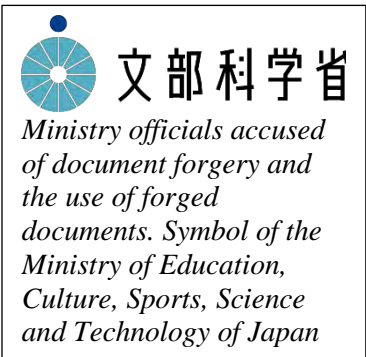 文部科学省
Ministry officials accused
of document forgery and
the use of forged
documents. Symbol of the
Ministry of Education,
Culture, Sports, Science
and Technology of Japan